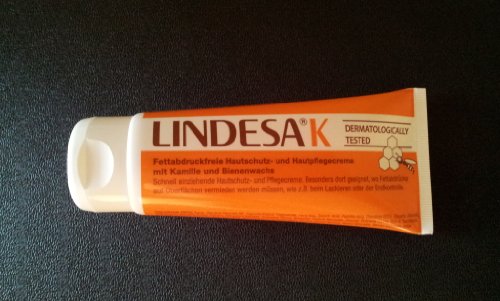 LINDESA® K
DERMATOLOGICALLY
TESTED
Fettabdruckfreie Hautschutz- und Hautpflegecreme
mit Kamille und Bienenwachs
Schnell einziehende Hautschutz- und Pflegecreme. Besonders dort geeignet, wo Fettabdrücke
auf Oberflächen vermieden werden müssen, wie z.B. beim Lackieren oder der Endkontrolle.